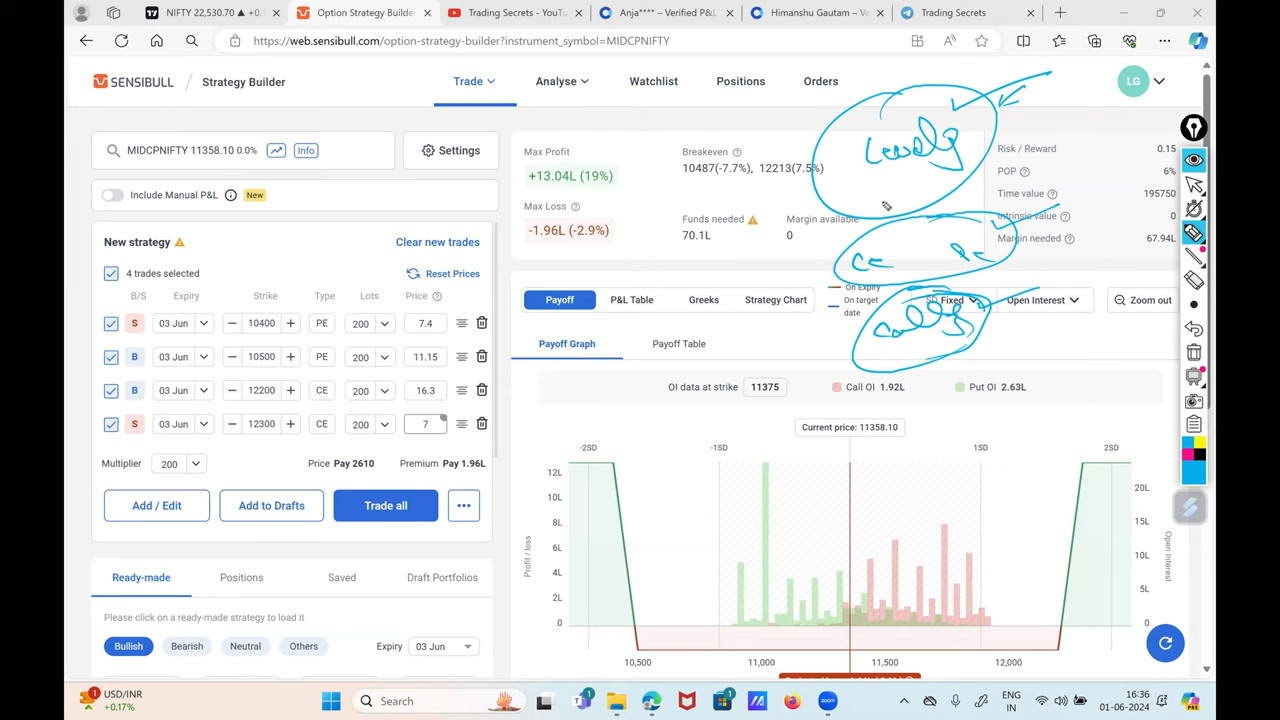 NIFTY 22,530.70 ▲ +0.
Option Strategy Builder
Trading Secrets - YouTube
Anja**** – Verified P&L
Himanshu Gautam – Ve
Trading Secrets
https://web.sensibull.com/option-strategy-builder?instrument_symbol=MIDCPNIFTY
SENSIBULL Strategy Builder
Trade Analyse Watchlist Positions Orders
LG
MIDCPNIFTY 11358.10 0.0% Info
Settings
Include Manual P&L New
New strategy
Clear new trades
4 trades selected
Reset Prices
B/S Expiry Strike Type Lots Price
S 03 Jun 10400 PE 200 7.4
B 03 Jun 10500 PE 200 11.15
B 03 Jun 12200 CE 200 16.3
S 03 Jun 12300 CE 200 7
Multiplier 200 Price Pay 2610 Premium Pay 1.96L
Add / Edit Add to Drafts Trade all
Ready-made Positions Saved Draft Portfolios
Please click on a ready-made strategy to load it
Bullish Bearish Neutral Others Expiry 03 Jun
Max Profit
+13.04L (19%)
Max Loss
-1.96L (-2.9%)
Breakeven
10487(-7.7%), 12213(7.5%)
Funds needed
70.1L
Margin available
0
Risk / Reward 0.15
POP 6%
Time value 195750
Intrinsic value 0
Margin needed 67.94L
CE PE
Payoff P&L Table Greeks Strategy Chart
On Expiry
On target
date
SD Fixed
Open Interest
Zoom out
Payoff Graph Payoff Table
OI data at strike 11375 Call OI 1.92L Put OI 2.63L
Current price: 11358.10
-2SD -1SD 1SD 2SD
12L
10L
8L
6L
4L
2L
0
Profit / loss
20L
15L
10L
5L
0
Open Interest
10,500 11,000 11,500 12,000
USD/INR
+0.17%
Search
ENG
IN
16:36
01-06-2024